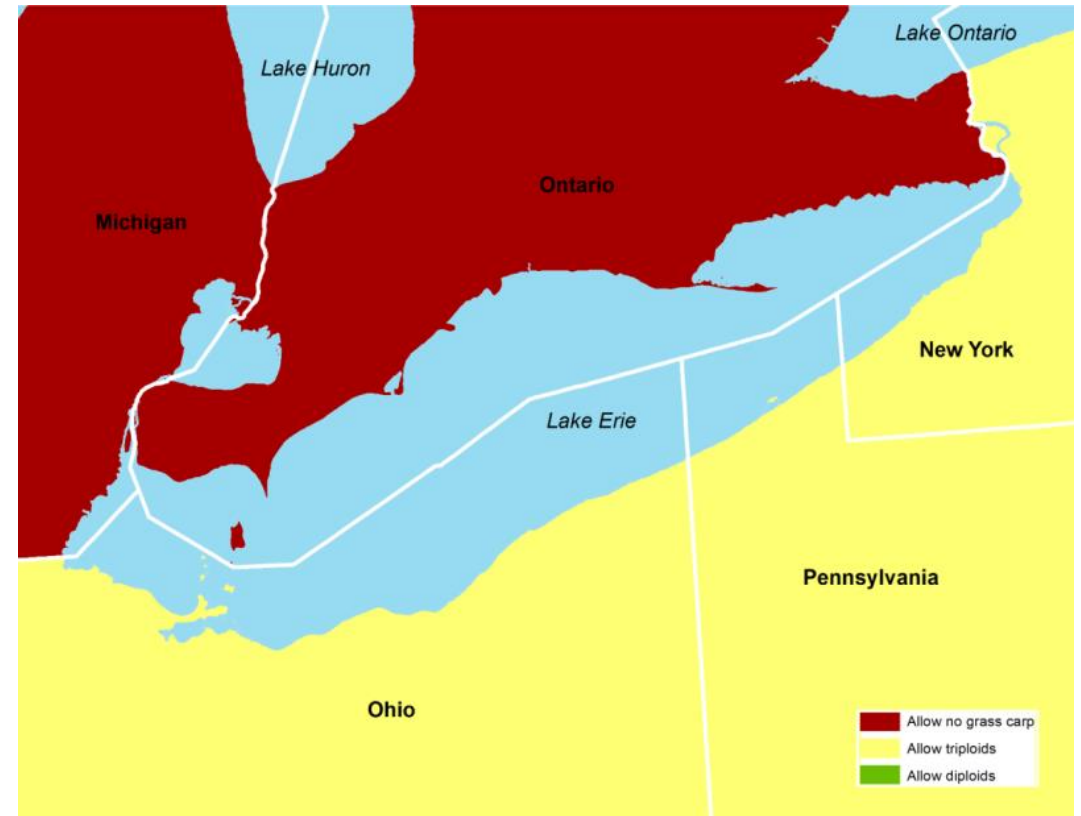 Lake Ontario
Lake Huron
Ontario
Michigan
New York
Lake Erie
Pennsylvania
Ohio
Allow no grass carp
Allow triploids
Allow diploids